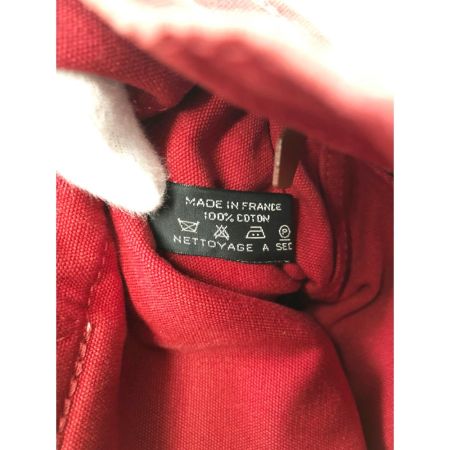 MADE IN FRANCE
100% COTON
NETTOYAGE A SEC